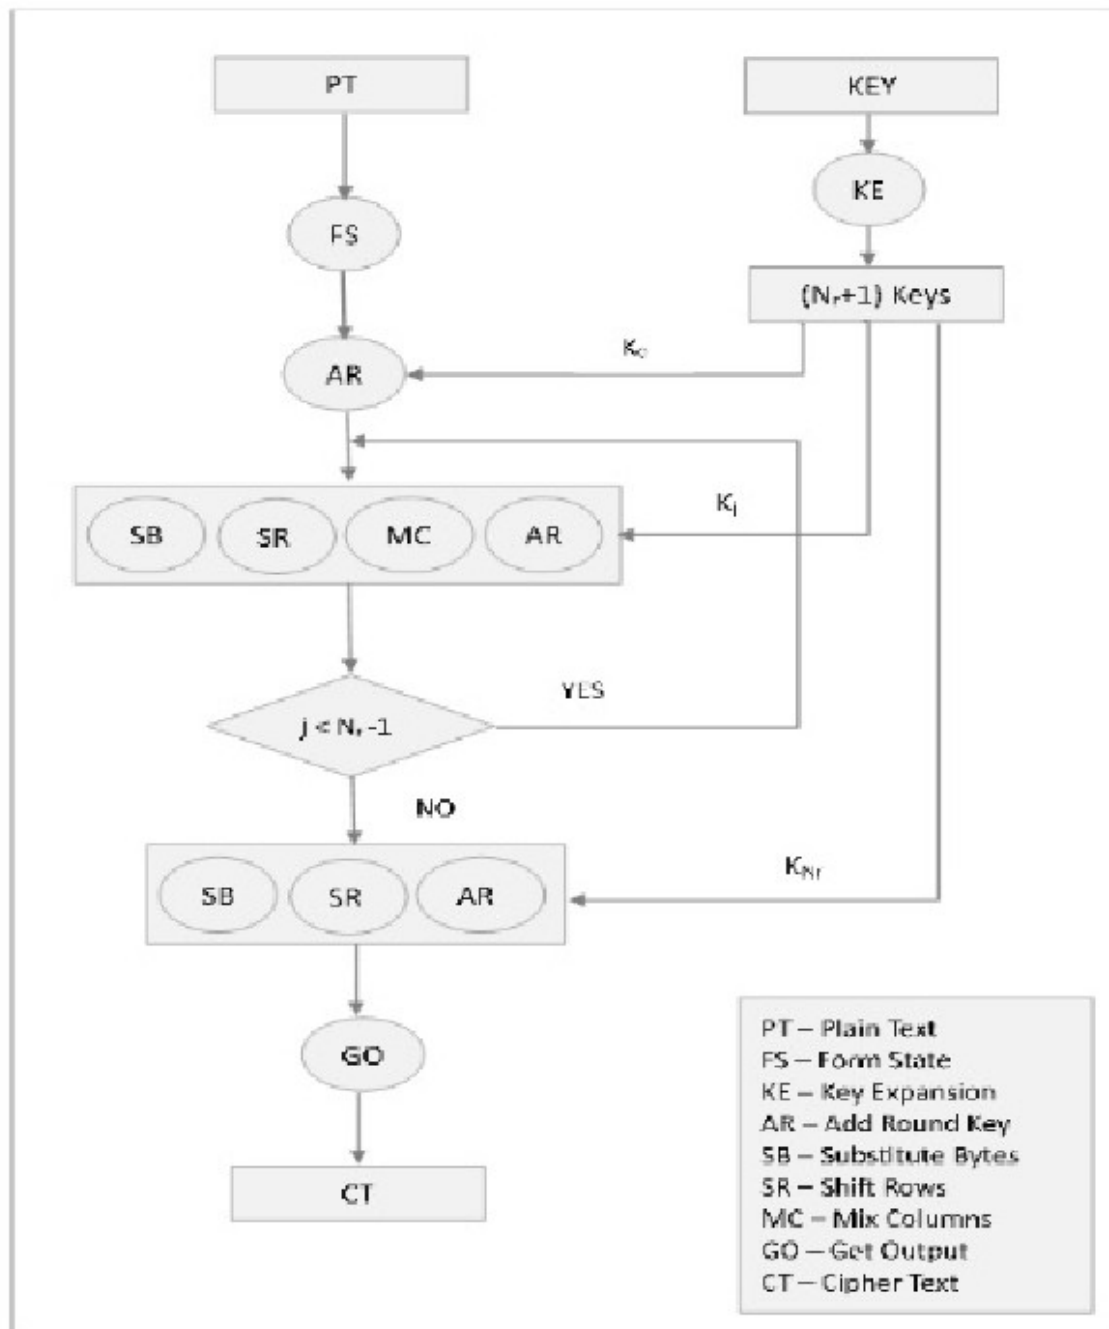 PT
KEY
KE
FS
(Nᵣ+1) Keys
K₀
AR
Kⱼ
SB SR MC AR
YES
j < Nᵣ -1
NO
K_Nr
SB SR AR
GO
CT
PT – Plain Text
FS – Form State
KE – Key Expansion
AR – Add Round Key
SB – Substitute Bytes
SR – Shift Rows
MC – Mix Columns
GO – Get Output
CT – Cipher Text